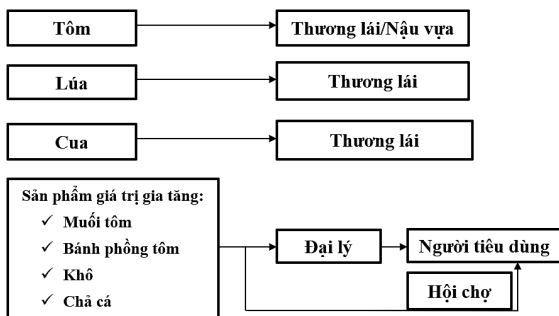 Tôm
Thương lái/Nậu vựa
Lúa
Thương lái
Cua
Thương lái
Sản phẩm giá trị gia tăng:
✓ Muối tôm
✓ Bánh phồng tôm
✓ Khô
✓ Chả cá
Đại lý
Người tiêu dùng
Hội chợ